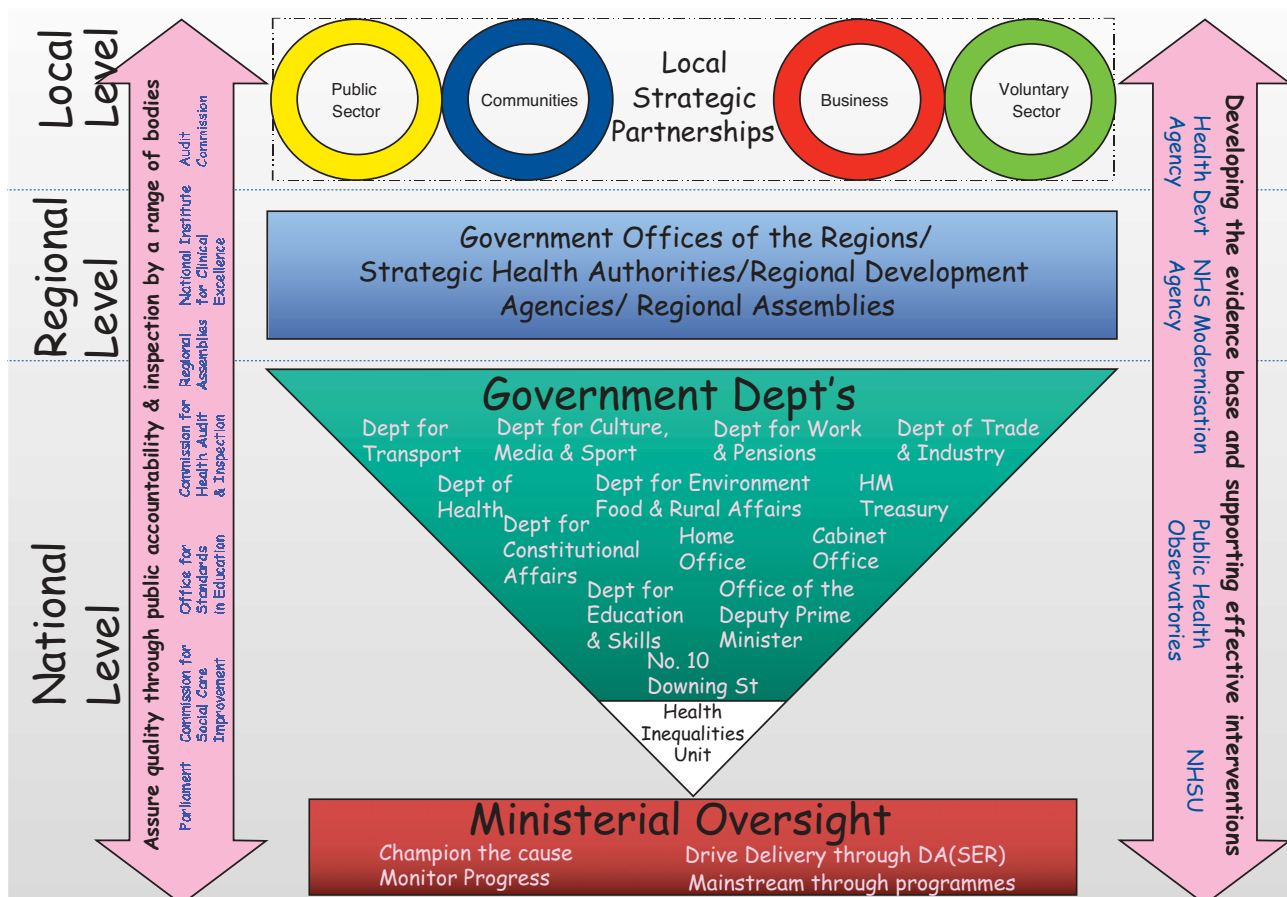 Local
Level
Regional
Level
National
Level
Assure quality through public accountability & inspection by a range of bodies
Audit
Commission
National Institute
for Clinical
Excellence
Regional
Assemblies
Commission for
Health Audit
& Inspection
Office for
Standards
in Education
Commission for
Social Care
Improvement
Parliament
Public
Sector
Communities
Local
Strategic
Partnerships
Business
Voluntary
Sector
Government Offices of the Regions/
Strategic Health Authorities/Regional Development
Agencies/ Regional Assemblies
Government Dept's
Dept for
Transport
Dept for Culture,
Media & Sport
Dept for Work
& Pensions
Dept of Trade
& Industry
Dept of
Health
Dept for Environment
Food & Rural Affairs
HM
Treasury
Dept for
Constitutional
Affairs
Home
Office
Cabinet
Office
Dept for
Education
& Skills
Office of the
Deputy Prime
Minister
No. 10
Downing St
Health
Inequalities
Unit
Ministerial Oversight
Champion the cause
Monitor Progress
Drive Delivery through DA(SER)
Mainstream through programmes
Developing the evidence base and supporting effective interventions
Health Devt
Agency
NHS Modernisation
Agency
Public Health
Observatories
NHSU